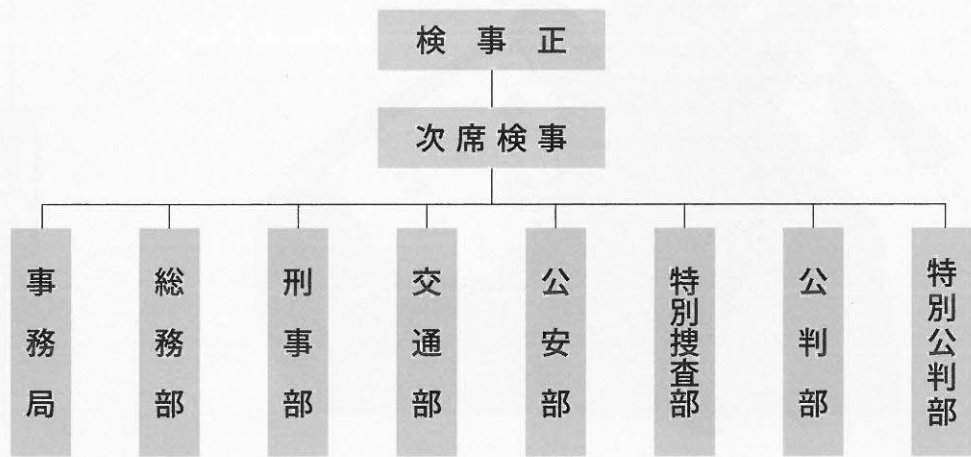 検事正
次席検事
事務局
総務部
刑事部
交通部
公安部
特別捜査部
公判部
特別公判部